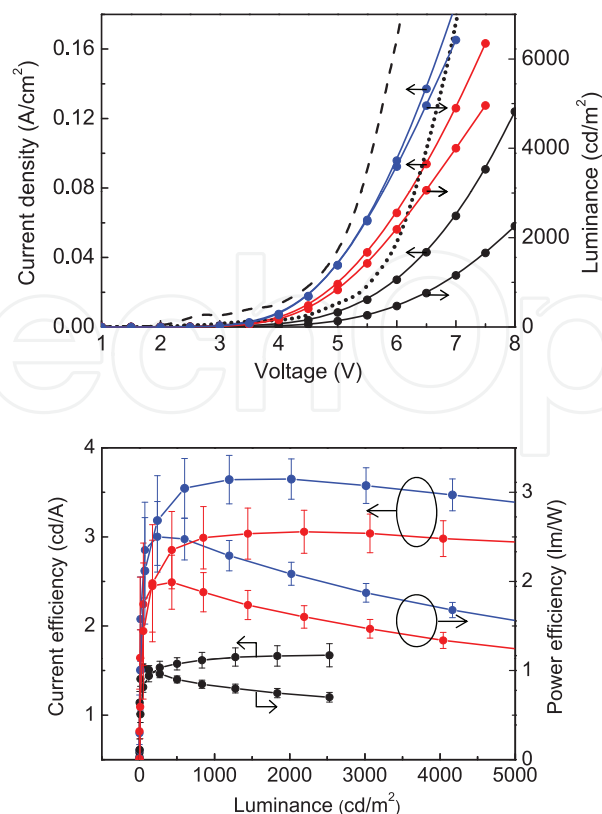 0.16
0.12
0.08
0.04
0.00
6000
4000
2000
0
1 2 3 4 5 6 7 8
Current density (A/cm²)
Luminance (cd/m²)
Voltage (V)
4
3
2
1
3
2
1
0
0 1000 2000 3000 4000 5000
Current efficiency (cd/A)
Power efficiency (lm/W)
Luminance (cd/m²)